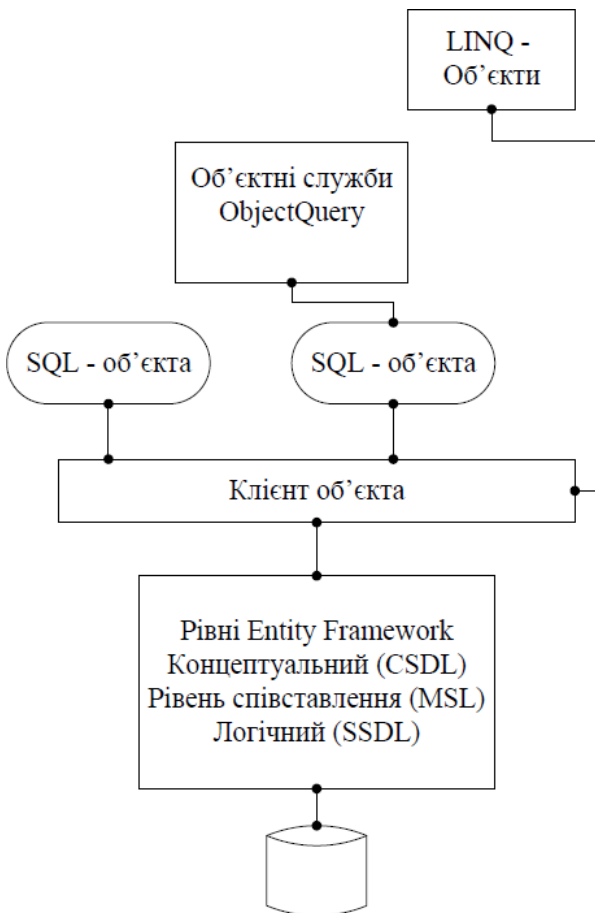 LINQ -
Об’єкти
Об’єктні служби
ObjectQuery
SQL - об’єкта
SQL - об’єкта
Клієнт об’єкта
Рівні Entity Framework
Концептуальний (CSDL)
Рівень співставлення (MSL)
Логічний (SSDL)